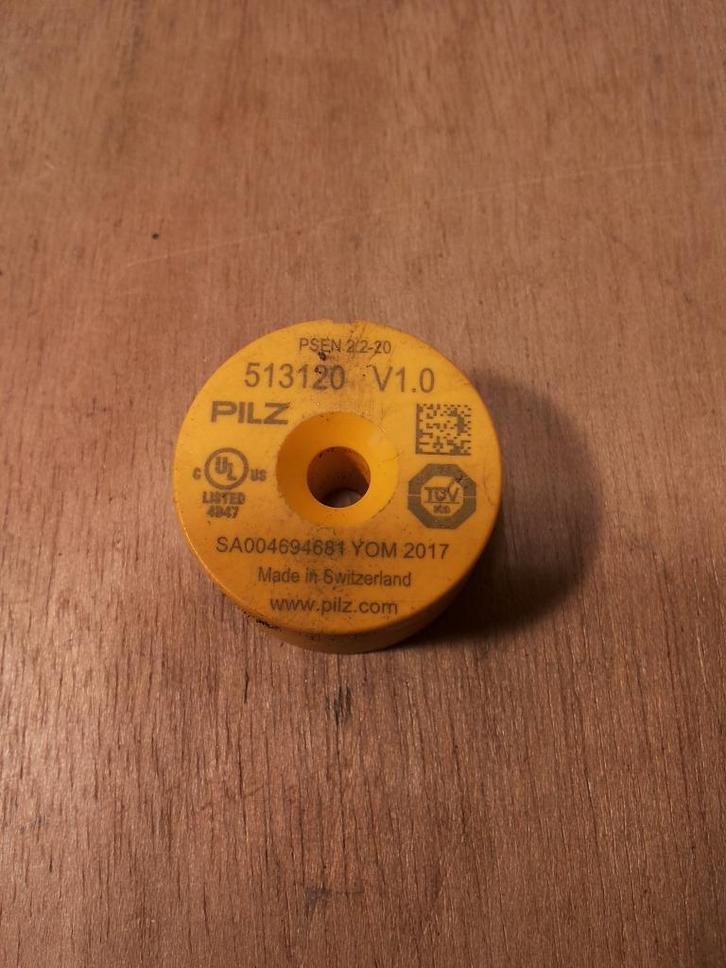 PSEN 2.2-20
513120 V1.0
PILZ
C UL US
LISTED
4947
TÜV
SA004694681 YOM 2017
Made in Switzerland
www.pilz.com